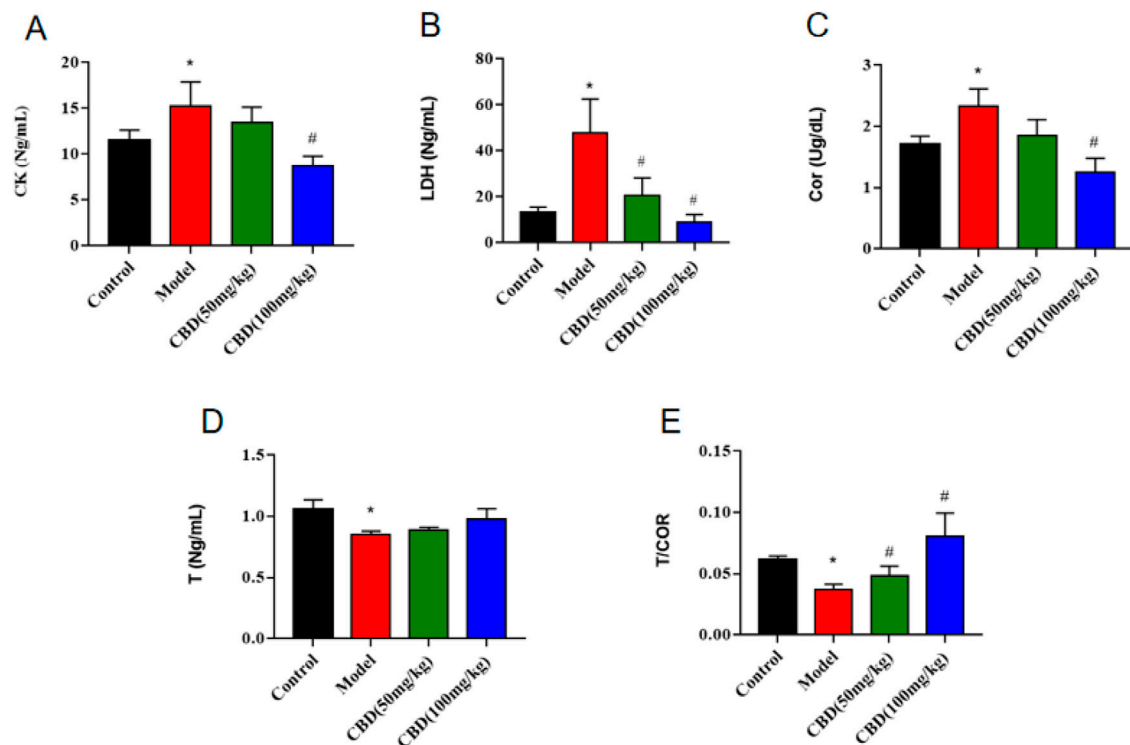 A
CK (Ng/mL)
20
15
10
5
0
*
#
Control
Model
CBD(50mg/kg)
CBD(100mg/kg)
B
LDH (Ng/mL)
80
60
40
20
0
*
#
#
Control
Model
CBD(50mg/kg)
CBD(100mg/kg)
C
Cor (Ug/dL)
3
2
1
0
*
#
Control
Model
CBD(50mg/kg)
CBD(100mg/kg)
D
T (Ng/mL)
1.5
1.0
0.5
0.0
*
Control
Model
CBD(50mg/kg)
CBD(100mg/kg)
E
T/COR
0.15
0.10
0.05
0.00
*
#
#
Control
Model
CBD(50mg/kg)
CBD(100mg/kg)